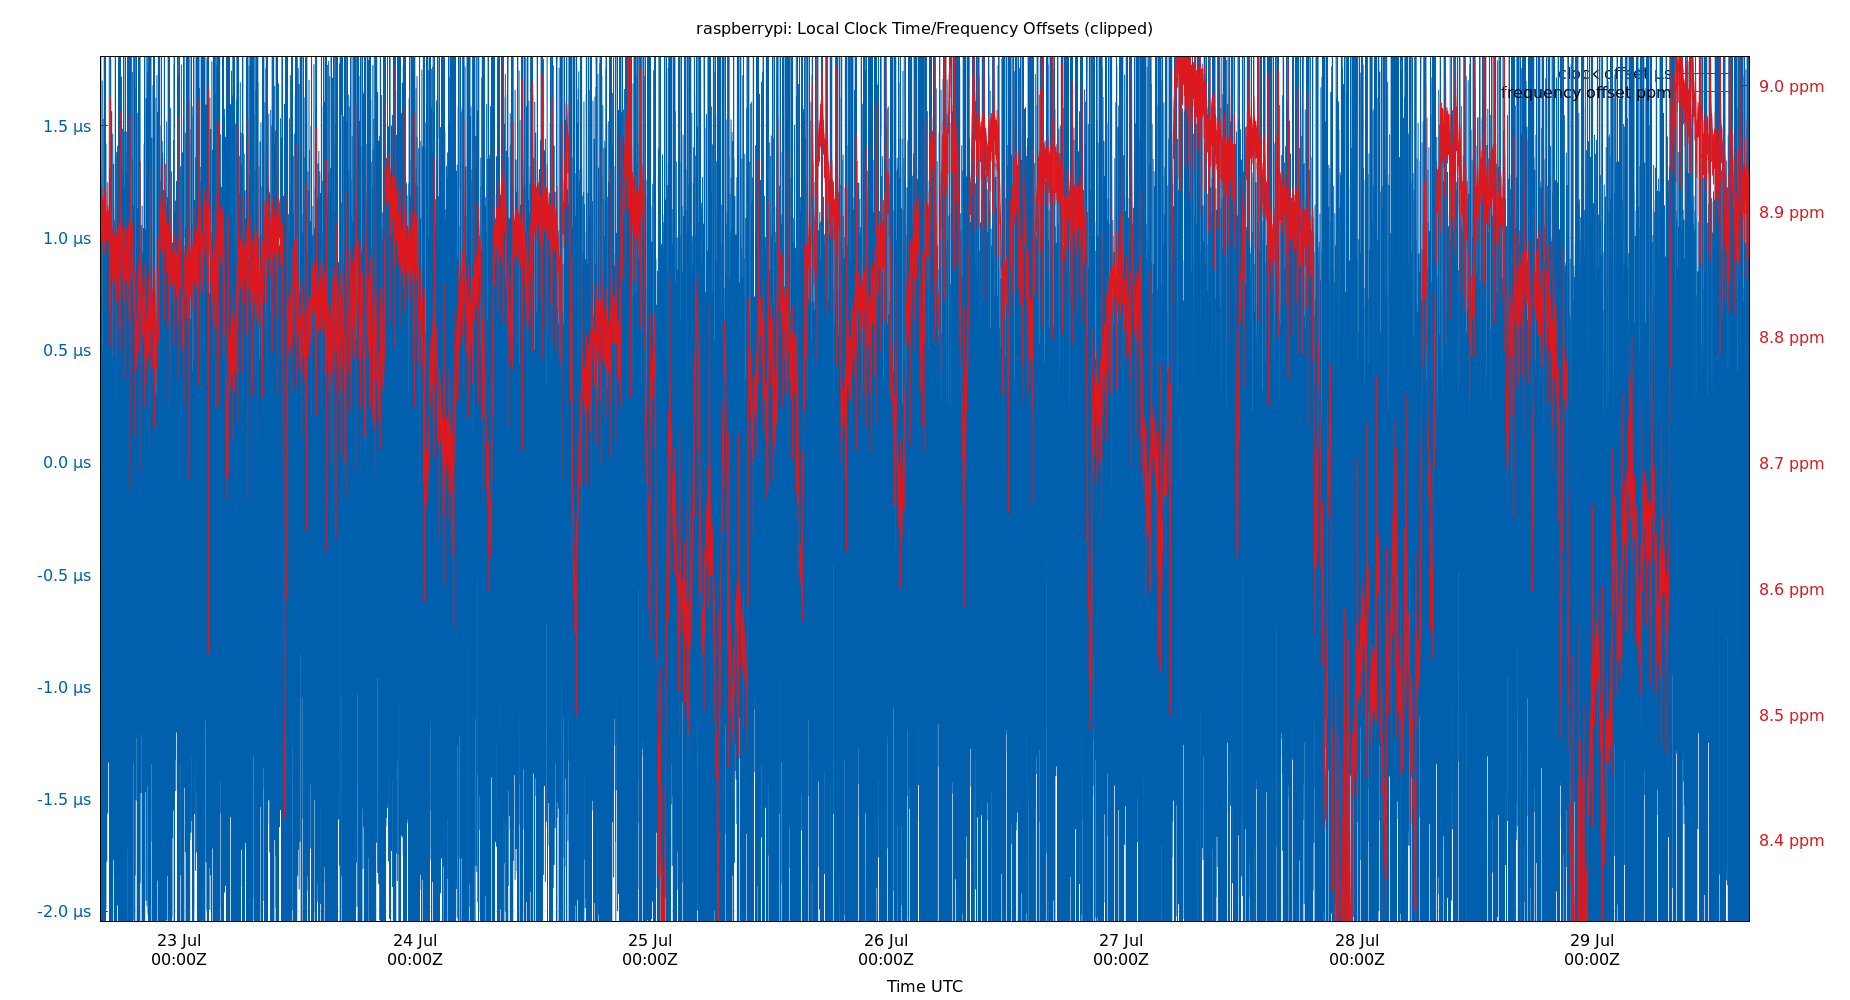 raspberrypi: Local Clock Time/Frequency Offsets (clipped)
clock offset µs
frequency offset ppm
1.5 µs
1.0 µs
0.5 µs
0.0 µs
-0.5 µs
-1.0 µs
-1.5 µs
-2.0 µs
9.0 ppm
8.9 ppm
8.8 ppm
8.7 ppm
8.6 ppm
8.5 ppm
8.4 ppm
23 Jul
00:00Z
24 Jul
00:00Z
25 Jul
00:00Z
26 Jul
00:00Z
27 Jul
00:00Z
28 Jul
00:00Z
29 Jul
00:00Z
Time UTC